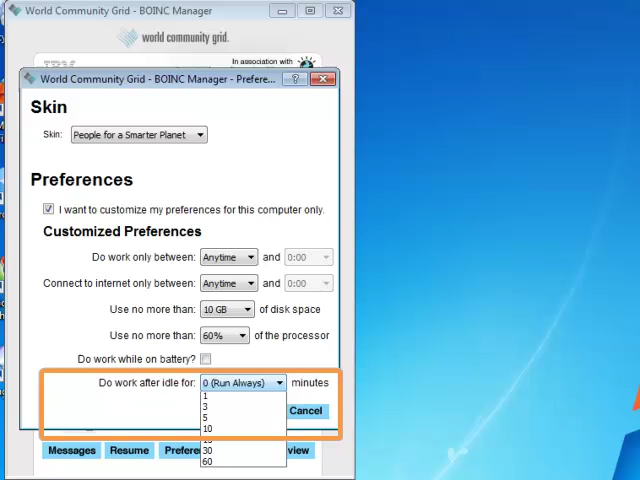 World Community Grid - BOINC Manager
world community grid.
In association with
World Community Grid - BOINC Manager - Prefere...
Skin
Skin: People for a Smarter Planet
Preferences
I want to customize my preferences for this computer only.
Customized Preferences
Do work only between: Anytime and 0:00
Connect to internet only between: Anytime and 0:00
Use no more than: 10 GB of disk space
Use no more than: 60% of the processor
Do work while on battery?
Do work after idle for: 0 (Run Always) minutes
1
3
5
10
Cancel
30
60
Messages Resume Prefere view